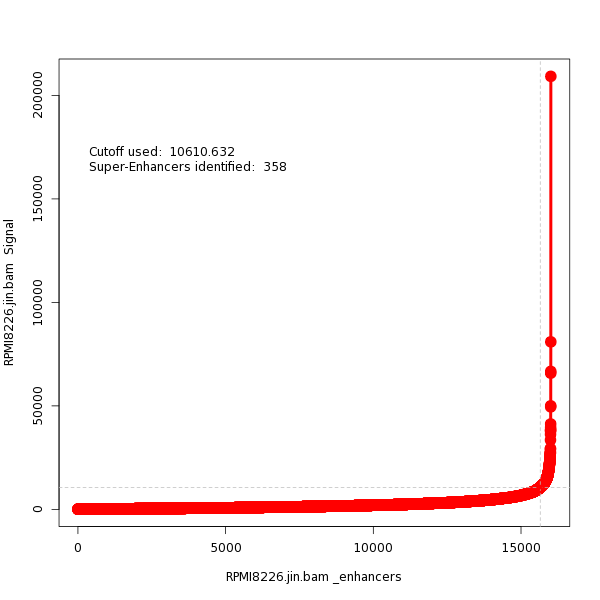 Cutoff used:  10610.632
Super-Enhancers identified:  358
RPMI8226.jin.bam  Signal
200000
150000
100000
50000
0
0
5000
10000
15000
RPMI8226.jin.bam _enhancers